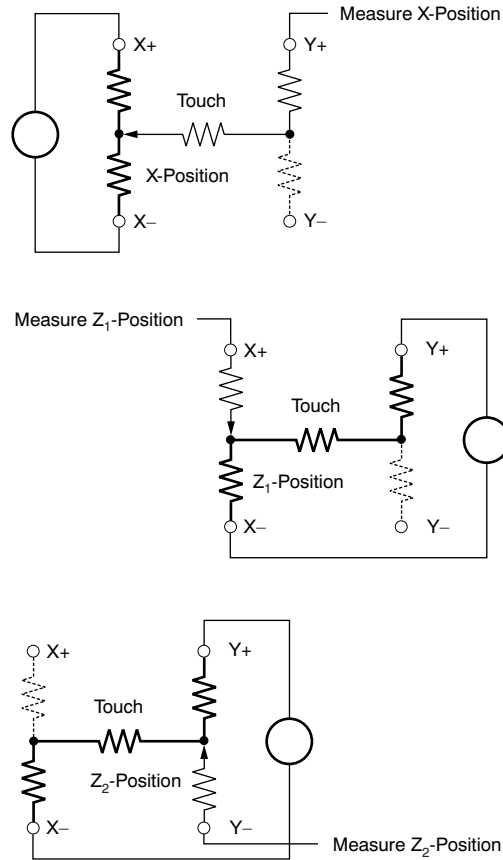 Measure X-Position
X+
Y+
Touch
X-Position
X–
Y–
Measure Z₁-Position
X+
Y+
Touch
Z₁-Position
X–
Y–
X+
Y+
Touch
Z₂-Position
X–
Y–
Measure Z₂-Position